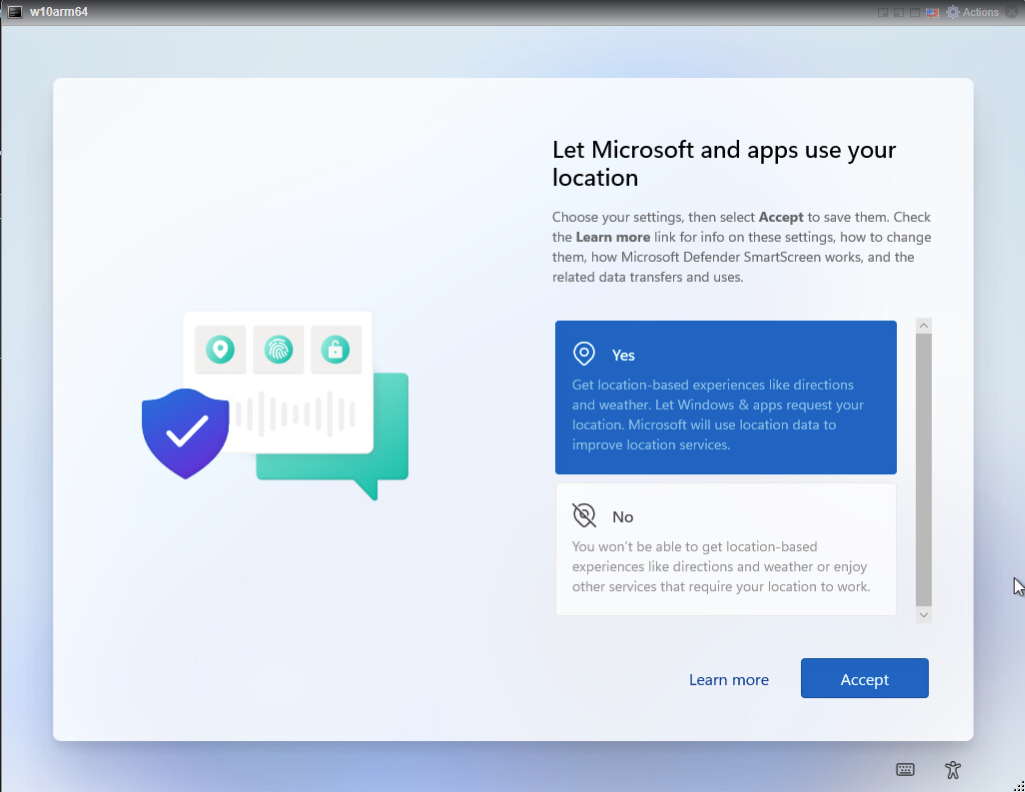 w10arm64
Actions
Let Microsoft and apps use your
location
Choose your settings, then select Accept to save them. Check
the Learn more link for info on these settings, how to change
them, how Microsoft Defender SmartScreen works, and the
related data transfers and uses.
Yes
Get location-based experiences like directions
and weather. Let Windows & apps request your
location. Microsoft will use location data to
improve location services.
No
You won't be able to get location-based
experiences like directions and weather or enjoy
other services that require your location to work.
Learn more
Accept